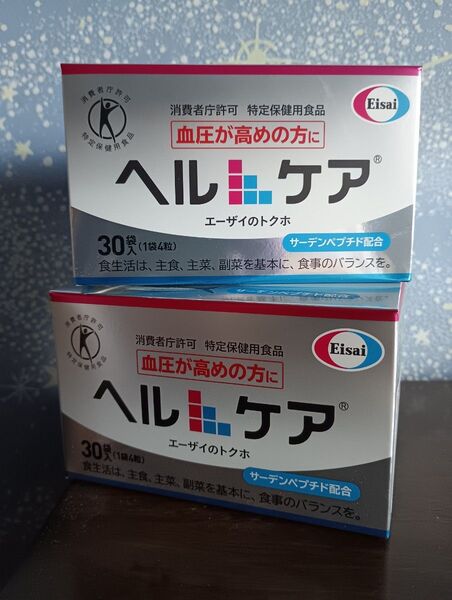 消費者庁許可
特定保健用食品
消費者庁許可 特定保健用食品
Eisai
血圧が高めの方に
ヘルケア®
エーザイのトクホ
30袋入(1袋4粒)
サーデンペプチド配合
食生活は、主食、主菜、副菜を基本に、食事のバランスを。
消費者庁許可
特定保健用食品
消費者庁許可 特定保健用食品
Eisai
血圧が高めの方に
ヘルケア®
エーザイのトクホ
30袋入(1袋4粒)
サーデンペプチド配合
食生活は、主食、主菜、副菜を基本に、食事のバランスを。